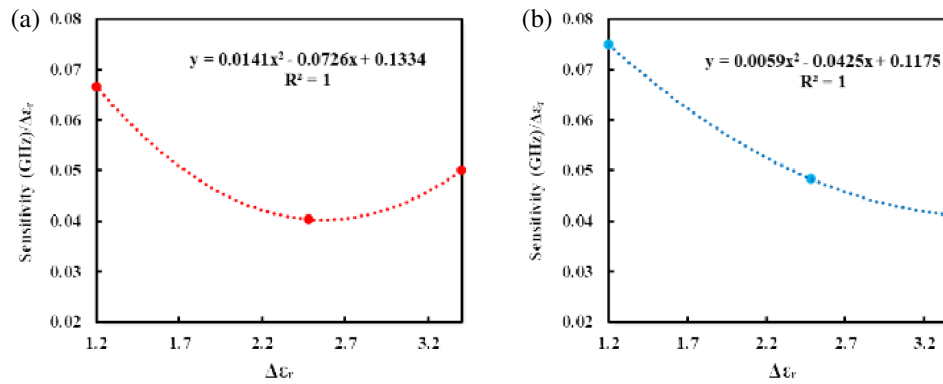 (a)
0.08
0.07
0.06
0.05
0.04
0.03
0.02
Sensitivity (GHz)/Δεr
y = 0.0141x² - 0.0726x + 0.1334
R² = 1
1.2 1.7 2.2 2.7 3.2
Δεr
(b)
0.08
0.07
0.06
0.05
0.04
0.03
0.02
Sensitivity (GHz)/Δεr
y = 0.0059x² - 0.0425x + 0.1175
R² = 1
1.2 1.7 2.2 2.7 3.2
Δεr